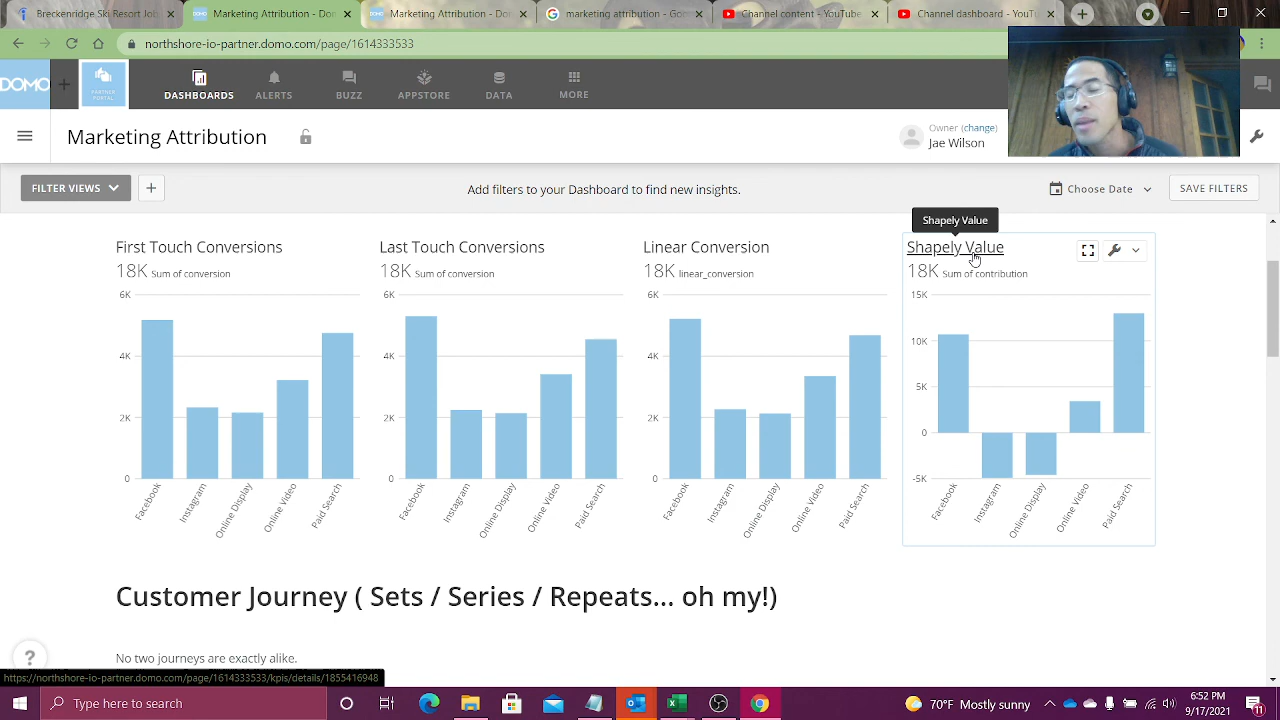 Breckenridge Ski
DOMO
Domo
Domo - Marketing Attribution
marketing attribution - Goo
Channel content - YouTube
Channel dashboard - YouT
northshore-io-partner.domo.com/page/1614333533
DOMO
PARTNER PORTAL
DASHBOARDS
ALERTS
BUZZ
APPSTORE
DATA
MORE
Marketing Attribution
Owner (change)
Jae Wilson
FILTER VIEWS
Add filters to your Dashboard to find new insights.
Choose Date
SAVE FILTERS
Shapely Value
First Touch Conversions
18K Sum of conversion
6K
4K
2K
0
Facebook
Instagram
Online Display
Online Video
Paid Search
Last Touch Conversions
18K Sum of conversion
6K
4K
2K
0
Facebook
Instagram
Online Display
Online Video
Paid Search
Linear Conversion
18K linear_conversion
6K
4K
2K
0
Facebook
Instagram
Online Display
Online Video
Paid Search
Shapely Value
18K Sum of contribution
15K
10K
5K
0
-5K
Facebook
Instagram
Online Display
Online Video
Paid Search
Customer Journey ( Sets / Series / Repeats... oh my!)
No two journeys are exactly alike.
?
https://northshore-io-partner.domo.com/page/1614333533/kpis/details/1855416948
Type here to search
70°F Mostly sunny
6:52 PM
9/17/2021
11